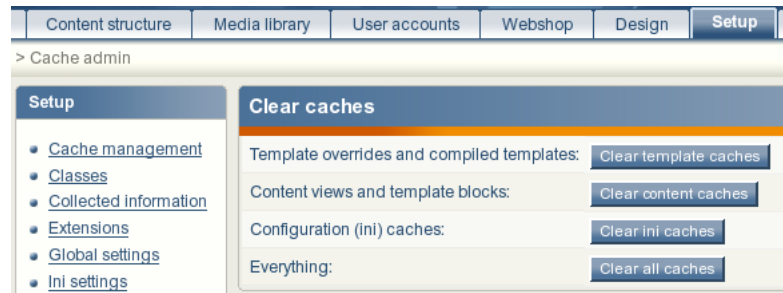 Content structure Media library User accounts Webshop Design Setup
> Cache admin
Setup
Cache management
Classes
Collected information
Extensions
Global settings
Ini settings
Clear caches
Template overrides and compiled templates: Clear template caches
Content views and template blocks: Clear content caches
Configuration (ini) caches: Clear ini caches
Everything: Clear all caches